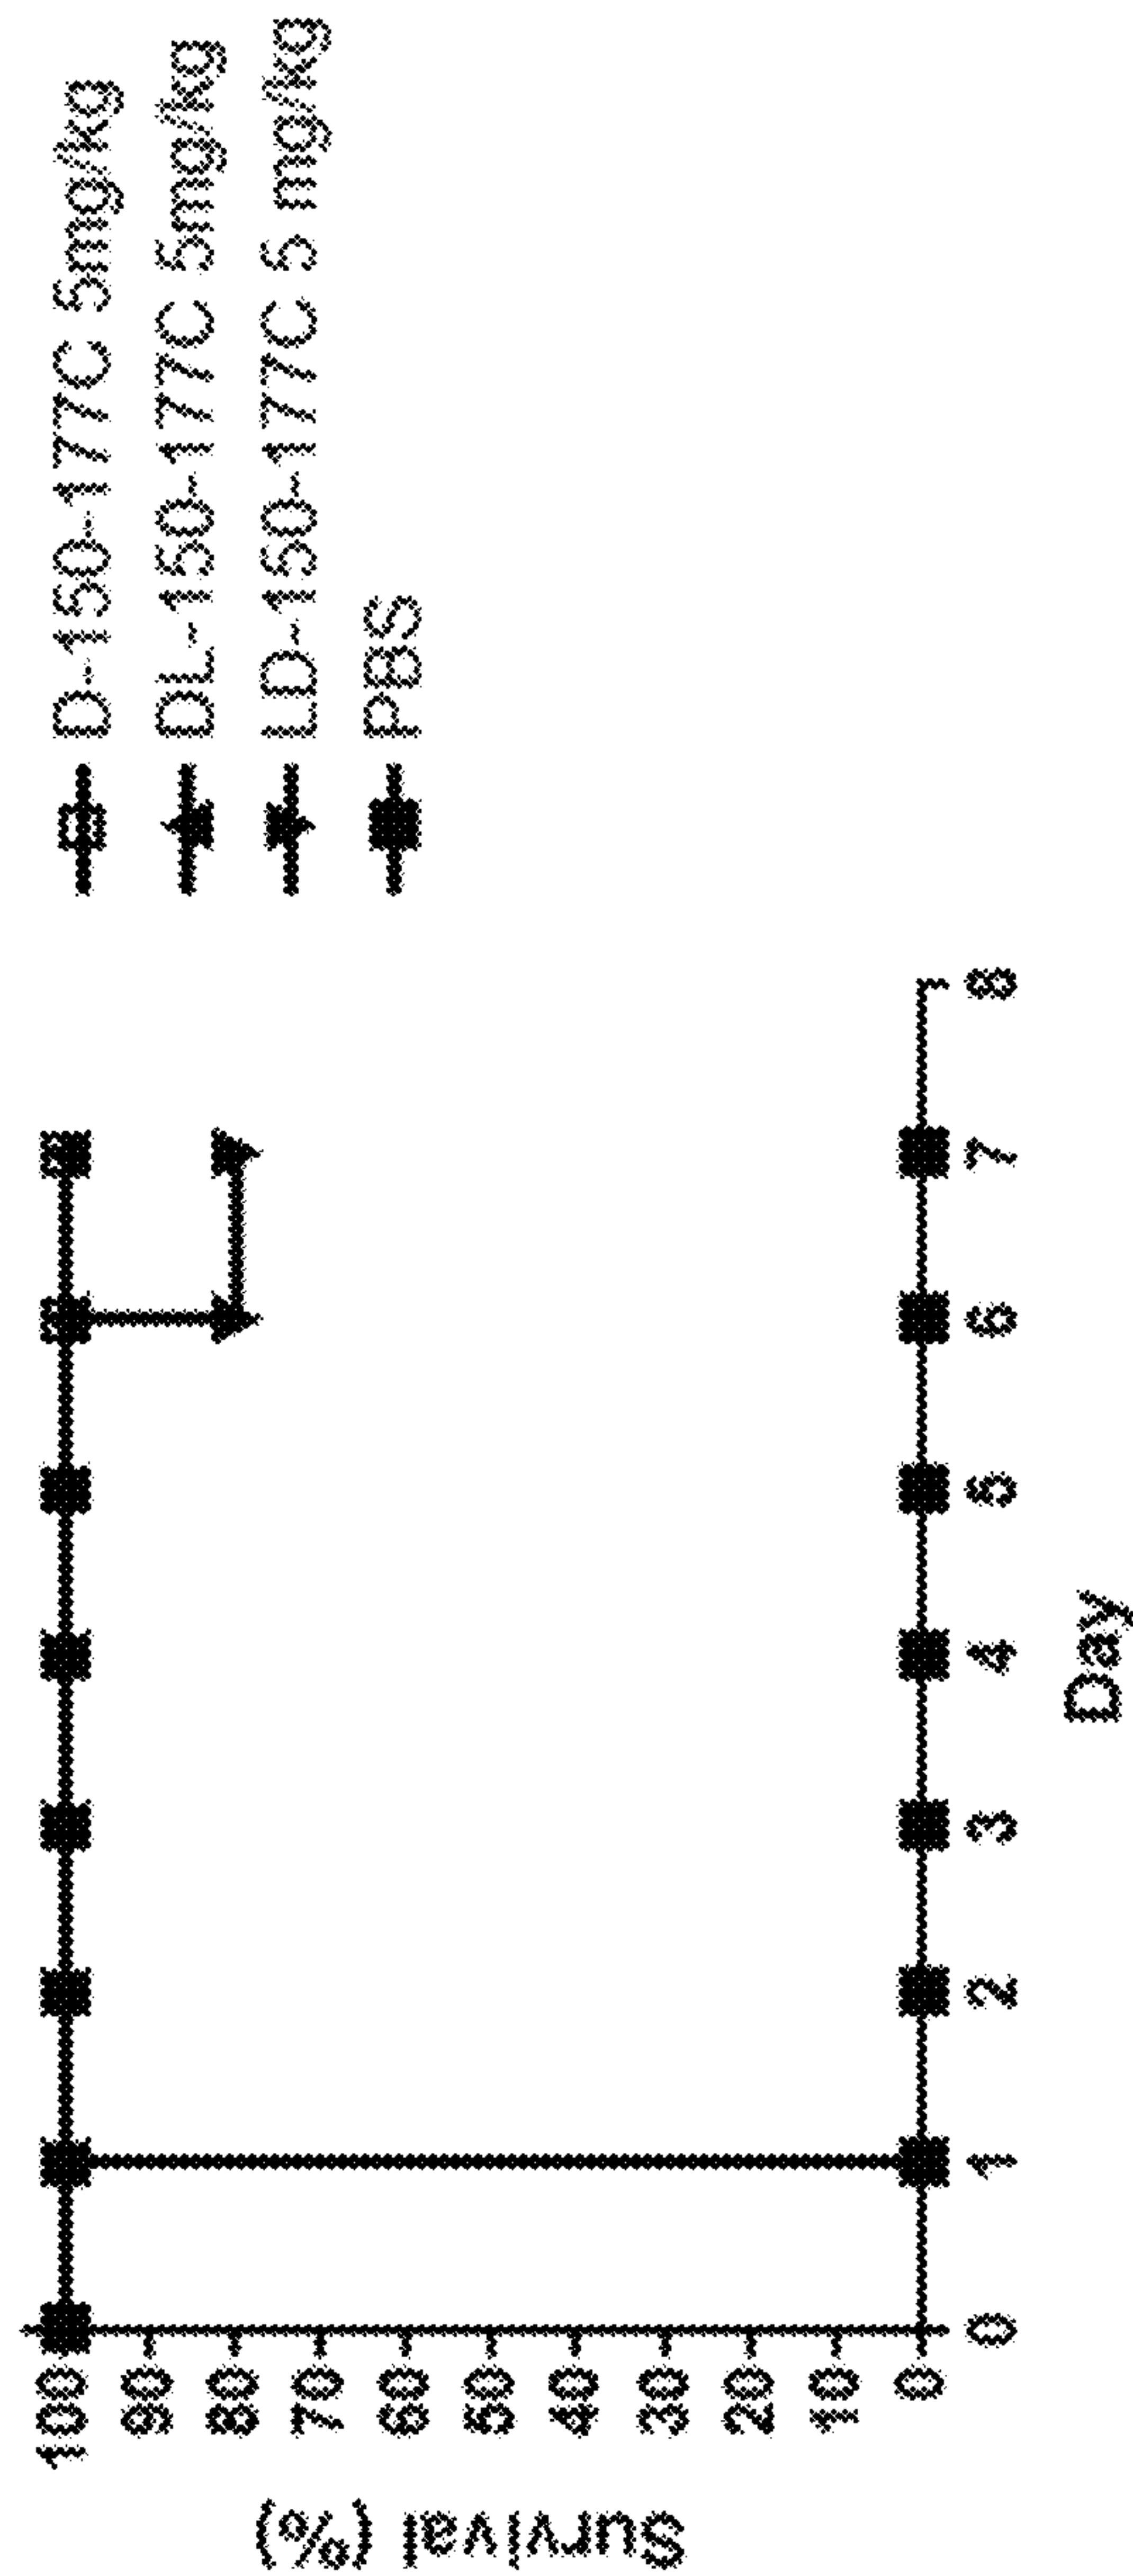 D-150-177C 5mg/kg
DL-150-177C 5mg/kg
LD-150-177C 5 mg/kg
PBS
Survival (%)
100
90
80
70
60
50
40
30
20
10
0
0 1 2 3 4 5 6 7 8
Day